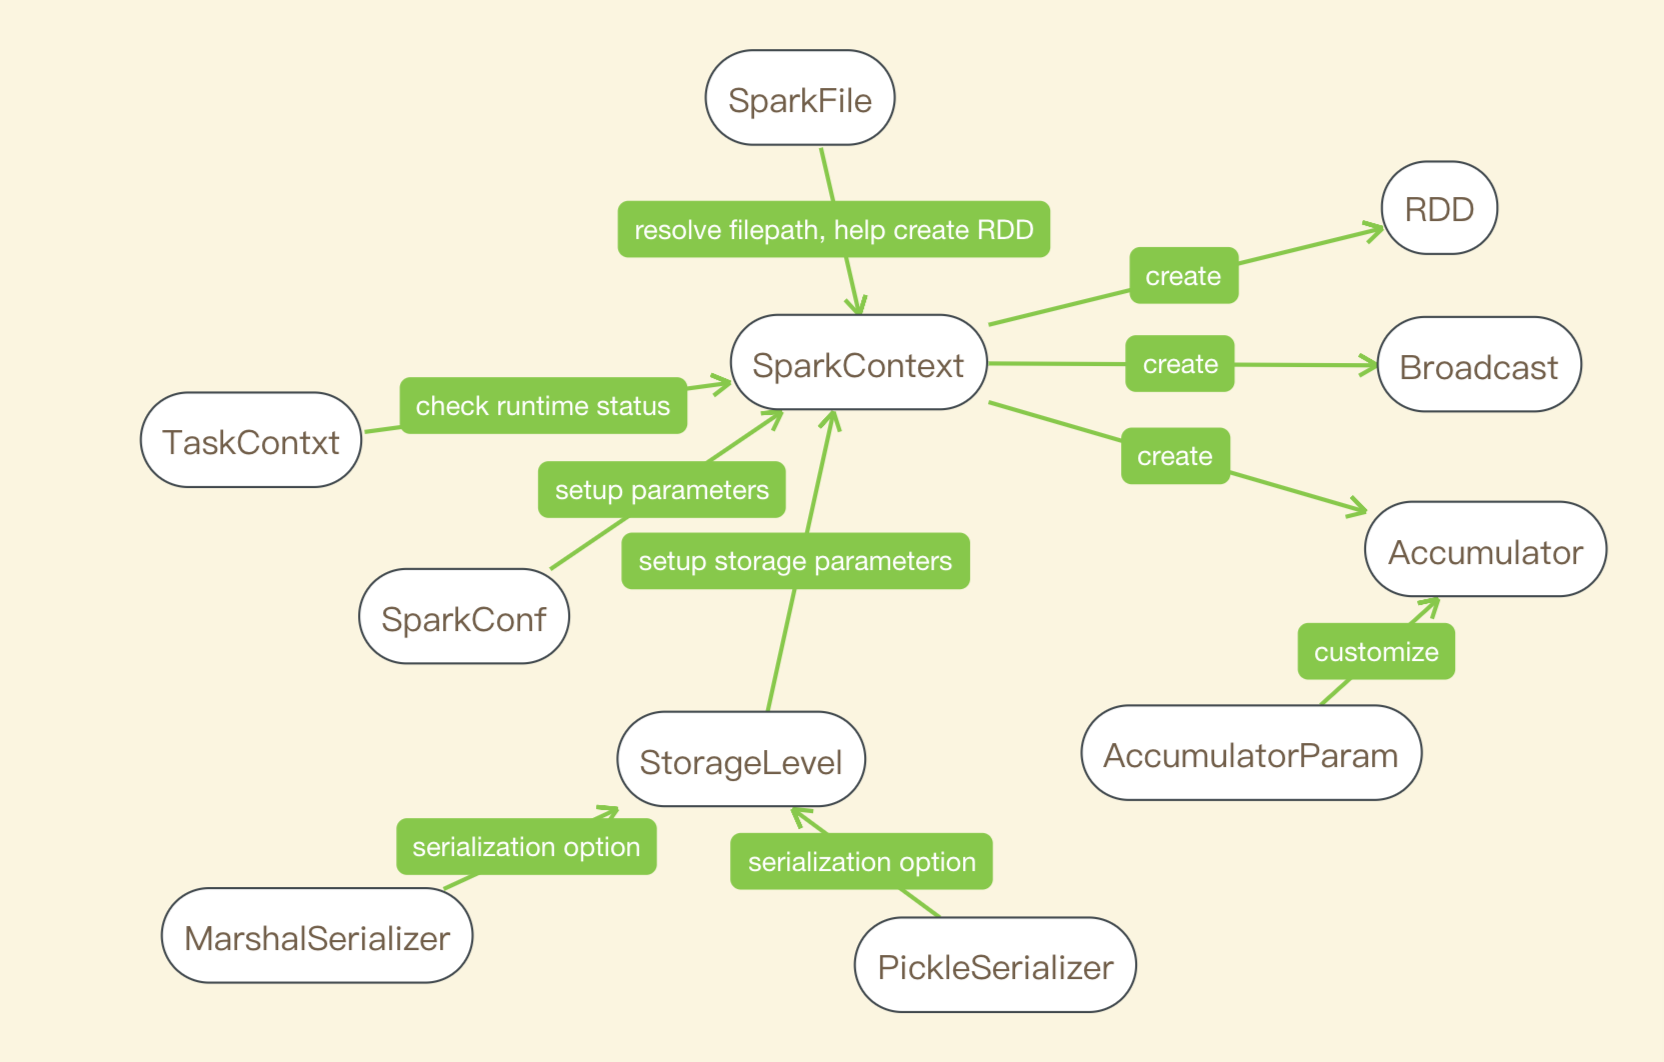 SparkFile
resolve filepath, help create RDD
RDD
create
SparkContext
create
Broadcast
check runtime status
TaskContxt
create
setup parameters
Accumulator
setup storage parameters
SparkConf
customize
StorageLevel
AccumulatorParam
serialization option
serialization option
MarshalSerializer
PickleSerializer